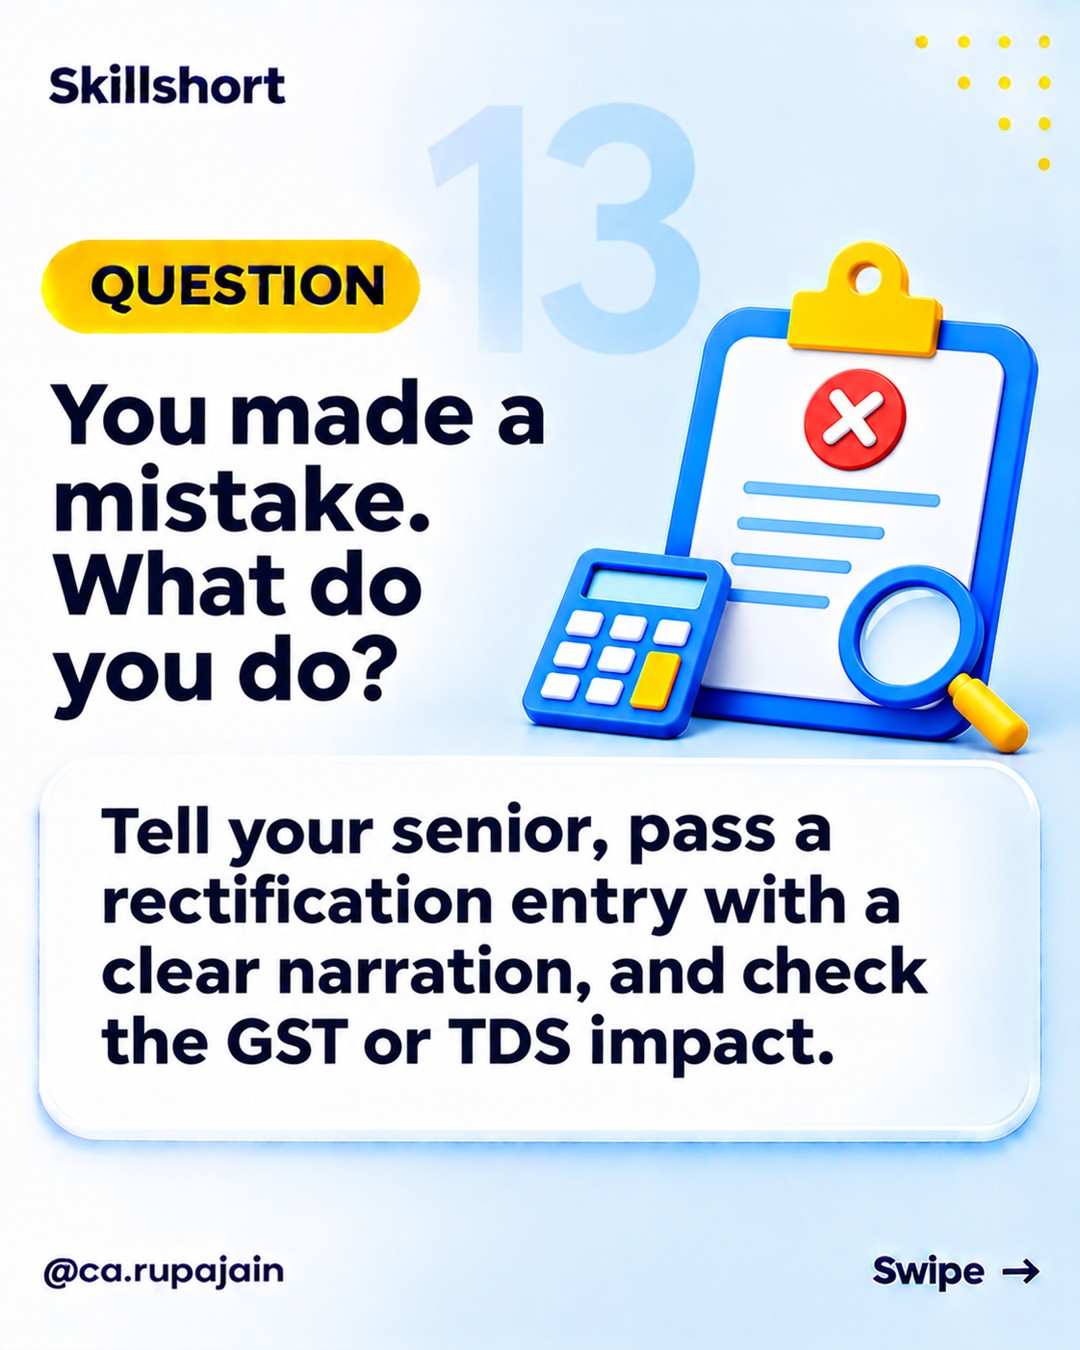 Skillshort
13
QUESTION
You made a
mistake.
What do
you do?
Tell your senior, pass a
rectification entry with a
clear narration, and check
the GST or TDS impact.
@ca.rupajain
Swipe →